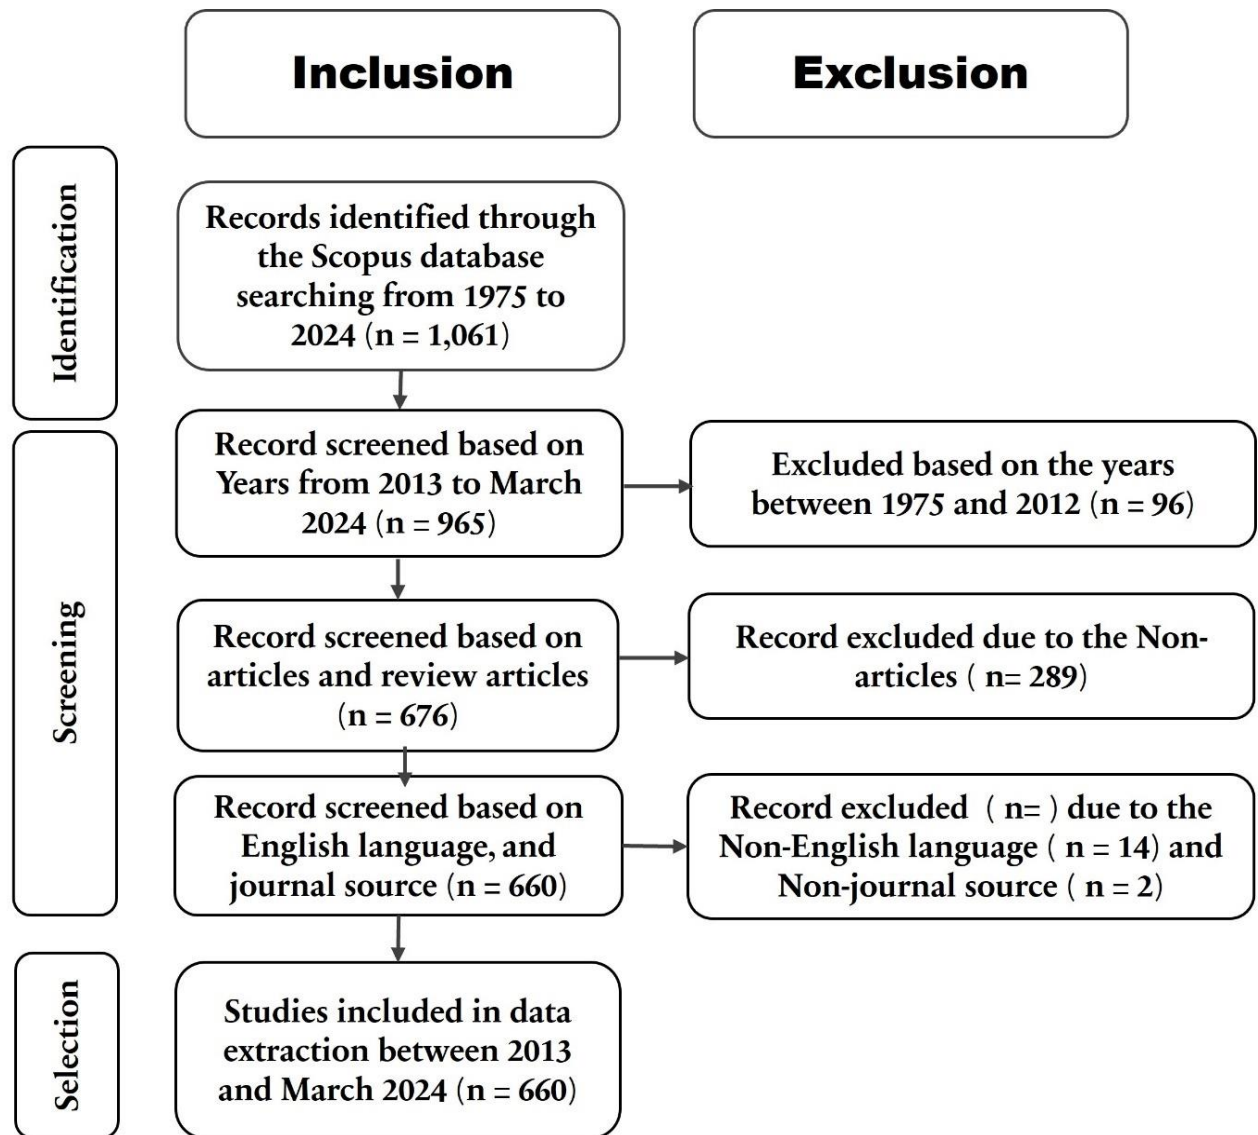 Inclusion
Exclusion
Identification
Records identified through
the Scopus database
searching from 1975 to
2024 (n = 1,061)
Screening
Record screened based on
Years from 2013 to March
2024 (n = 965)
Excluded based on the years
between 1975 and 2012 (n = 96)
Record screened based on
articles and review articles
(n = 676)
Record excluded due to the Non-
articles ( n= 289)
Record screened based on
English language, and
journal source (n = 660)
Record excluded  ( n= ) due to the
Non-English language ( n = 14) and
Non-journal source ( n = 2)
Selection
Studies included in data
extraction between 2013
and March 2024 (n = 660)